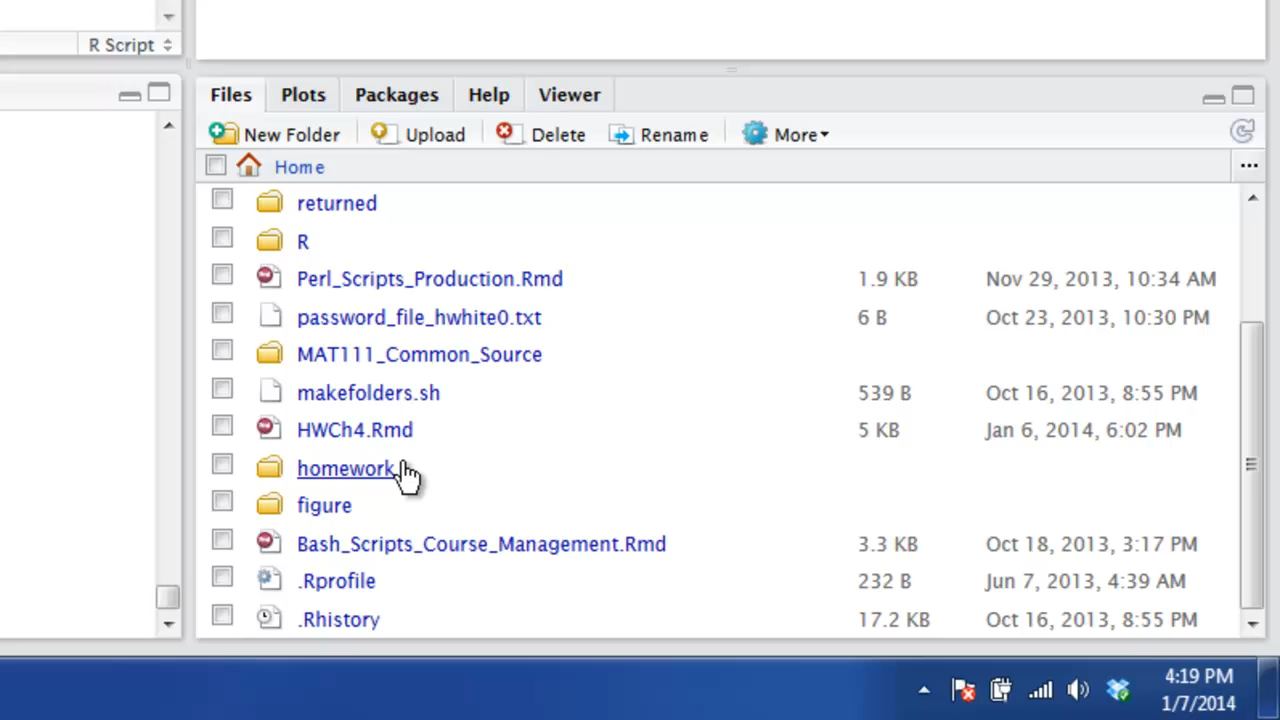 R Script
Files Plots Packages Help Viewer
New Folder Upload Delete Rename More
Home ...
returned
R
Perl_Scripts_Production.Rmd 1.9 KB Nov 29, 2013, 10:34 AM
password_file_hwhite0.txt 6 B Oct 23, 2013, 10:30 PM
MAT111_Common_Source
makefolders.sh 539 B Oct 16, 2013, 8:55 PM
HWCh4.Rmd 5 KB Jan 6, 2014, 6:02 PM
homework
figure
Bash_Scripts_Course_Management.Rmd 3.3 KB Oct 18, 2013, 3:17 PM
.Rprofile 232 B Jun 7, 2013, 4:39 AM
.Rhistory 17.2 KB Oct 16, 2013, 8:55 PM
4:19 PM
1/7/2014